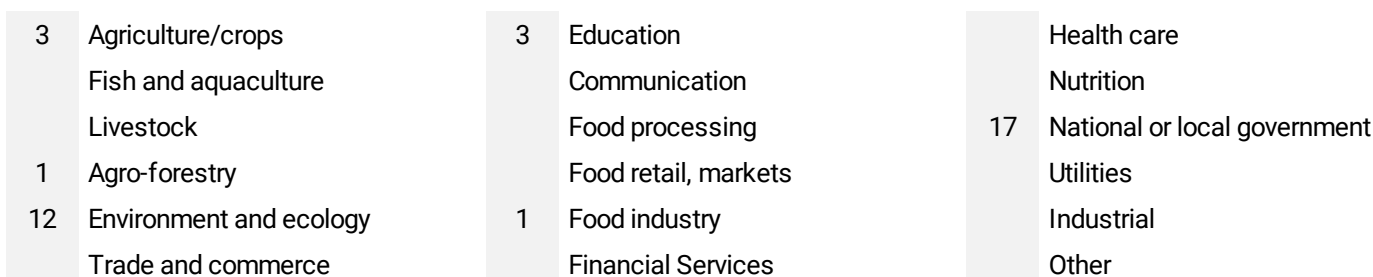 3 Agriculture/crops 3 Education Health care
Fish and aquaculture Communication Nutrition
Livestock Food processing 17 National or local government
1 Agro-forestry Food retail, markets Utilities
12 Environment and ecology 1 Food industry Industrial
Trade and commerce Financial Services Other